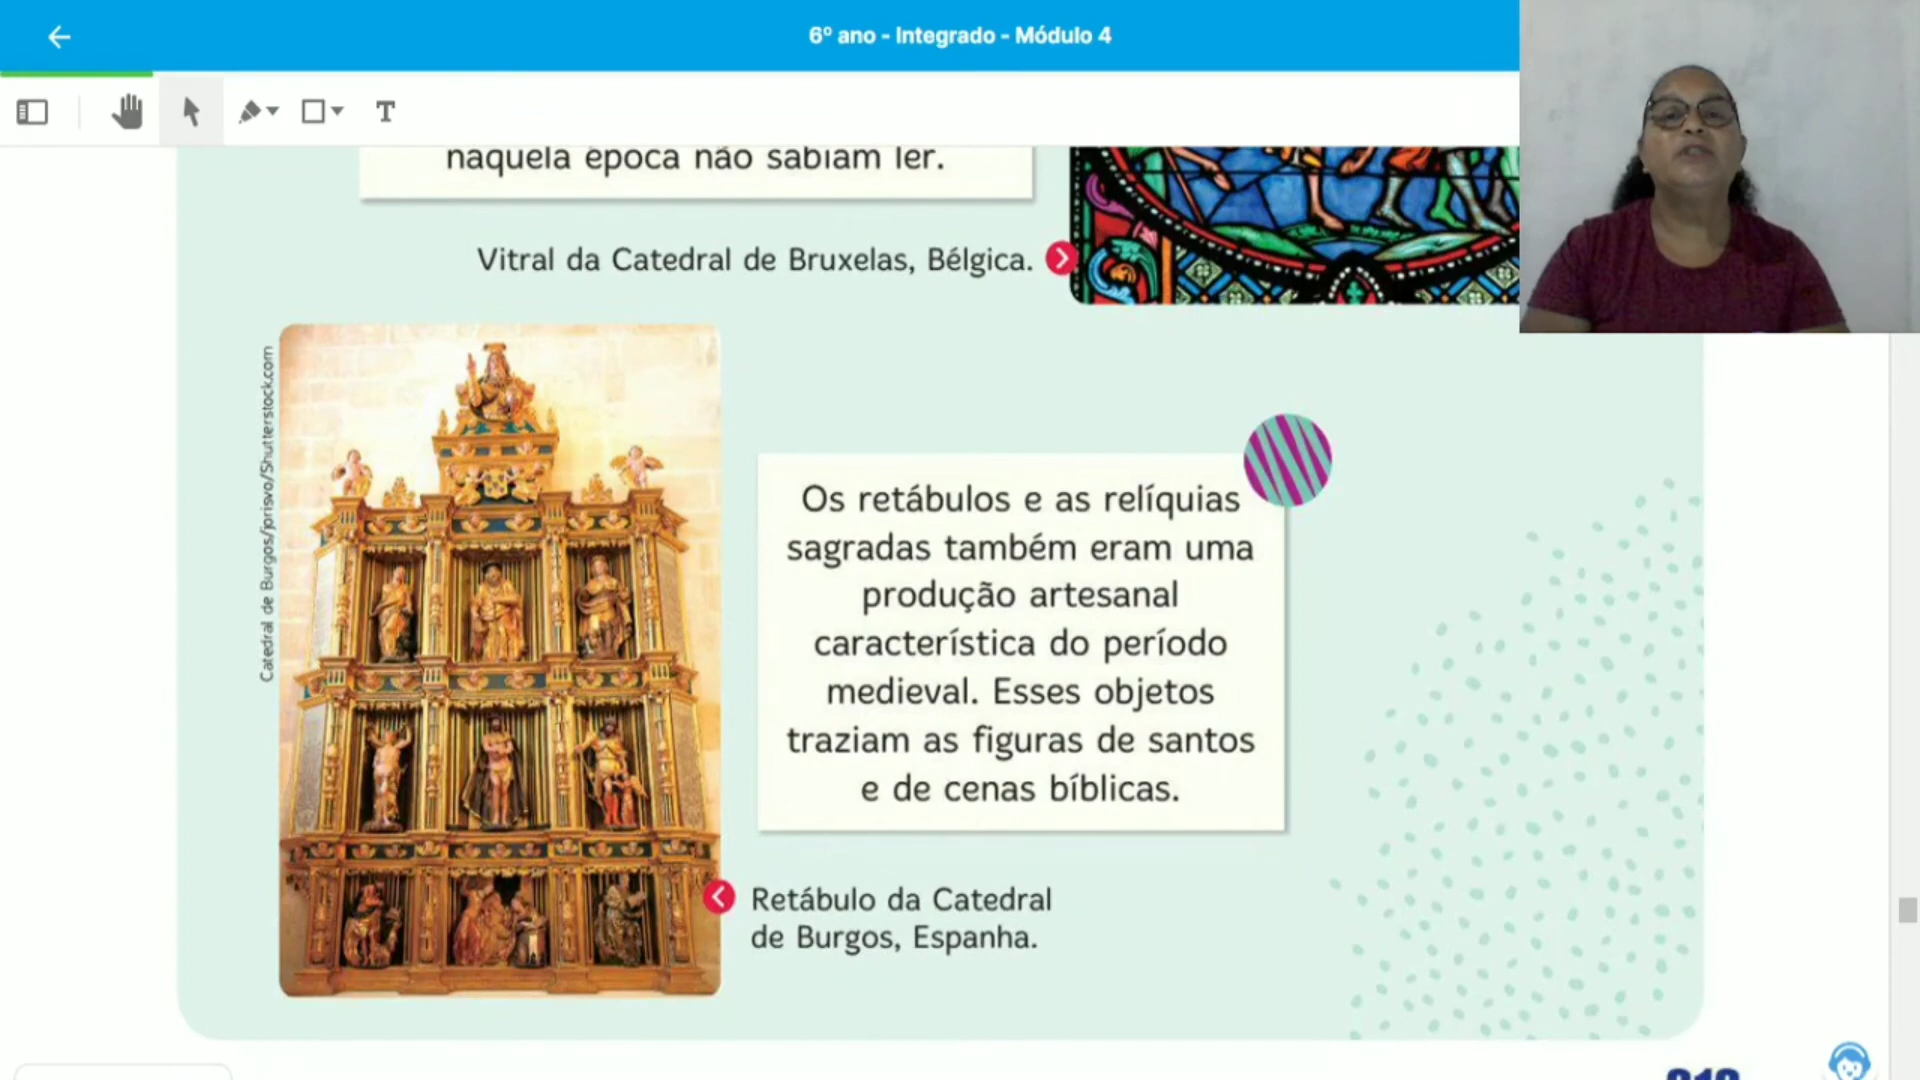 6º ano - Integrado - Módulo 4
T
naquela época não sabiam ler.
Vitral da Catedral de Bruxelas, Bélgica.
Catedral de Burgos/jorisvo/Shutterstock.com
Os retábulos e as relíquias
sagradas também eram uma
produção artesanal
característica do período
medieval. Esses objetos
traziam as figuras de santos
e de cenas bíblicas.
Retábulo da Catedral
de Burgos, Espanha.